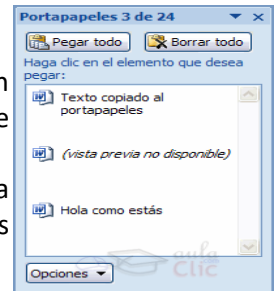 Portapapeles 3 de 24
Pegar todo Borrar todo
Haga clic en el elemento que desea
pegar:
Texto copiado al
portapapeles
(vista previa no disponible)
Hola como estás
aula
Clic
Opciones
n
e
a
s